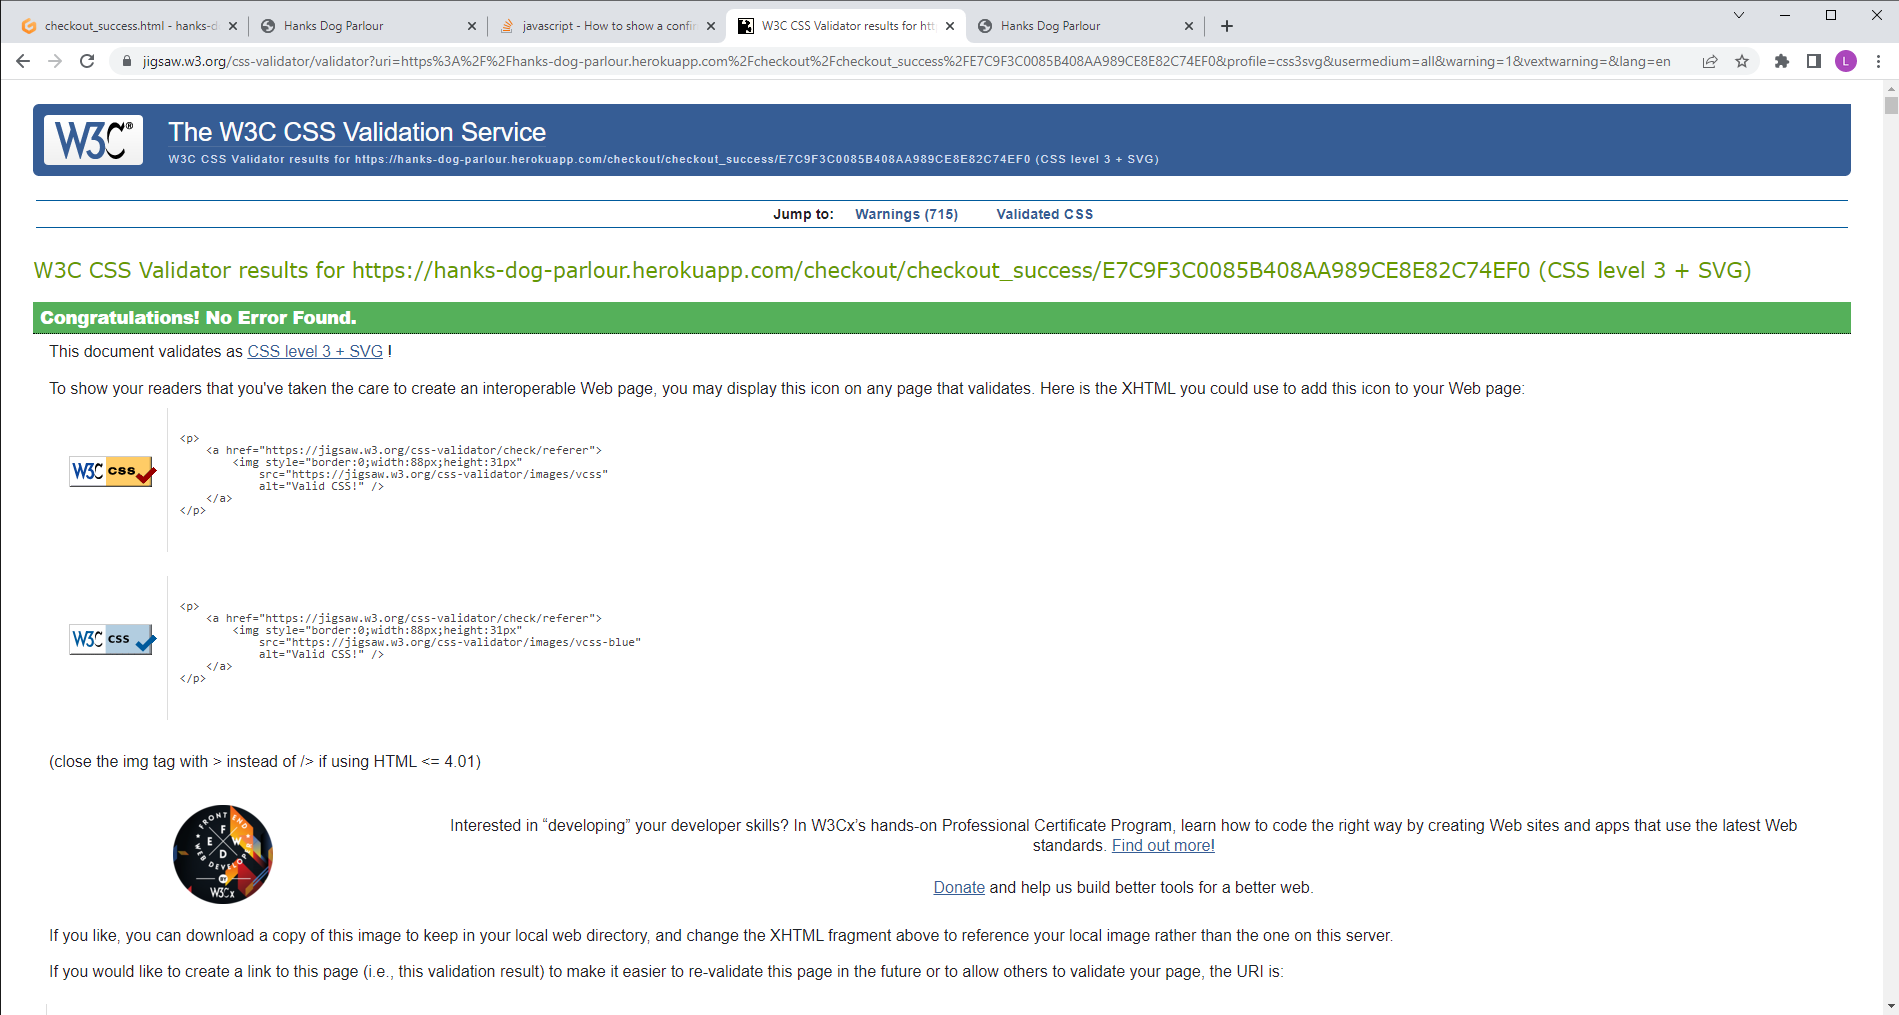 checkout_success.html - hanks-d
Hanks Dog Parlour
javascript - How to show a confir
W3C CSS Validator results for htt
Hanks Dog Parlour
jigsaw.w3.org/css-validator/validator?uri=https%3A%2F%2Fhanks-dog-parlour.herokuapp.com%2Fcheckout%2Fcheckout_success%2FE7C9F3C0085B408AA989CE8E82C74EF0&profile=css3svg&usermedium=all&warning=1&vextwarning=&lang=en
L
W3C®
The W3C CSS Validation Service
W3C CSS Validator results for https://hanks-dog-parlour.herokuapp.com/checkout/checkout_success/E7C9F3C0085B408AA989CE8E82C74EF0 (CSS level 3 + SVG)
Jump to: Warnings (715) Validated CSS
W3C CSS Validator results for https://hanks-dog-parlour.herokuapp.com/checkout/checkout_success/E7C9F3C0085B408AA989CE8E82C74EF0 (CSS level 3 + SVG)
Congratulations! No Error Found.
This document validates as CSS level 3 + SVG !
To show your readers that you've taken the care to create an interoperable Web page, you may display this icon on any page that validates. Here is the XHTML you could use to add this icon to your Web page:
W3C css
<p>
<a href="https://jigsaw.w3.org/css-validator/check/referer">
<img style="border:0;width:88px;height:31px"
src="https://jigsaw.w3.org/css-validator/images/vcss"
alt="Valid CSS!" />
</a>
</p>
W3C css
<p>
<a href="https://jigsaw.w3.org/css-validator/check/referer">
<img style="border:0;width:88px;height:31px"
src="https://jigsaw.w3.org/css-validator/images/vcss-blue"
alt="Valid CSS!" />
</a>
</p>
(close the img tag with > instead of /> if using HTML <= 4.01)
FRONT END
F
E W
D
WEB DEVELOPER
W3Cx
Interested in “developing” your developer skills? In W3Cx’s hands-on Professional Certificate Program, learn how to code the right way by creating Web sites and apps that use the latest Web
standards. Find out more!
Donate and help us build better tools for a better web.
If you like, you can download a copy of this image to keep in your local web directory, and change the XHTML fragment above to reference your local image rather than the one on this server.
If you would like to create a link to this page (i.e., this validation result) to make it easier to re-validate this page in the future or to allow others to validate your page, the URI is: